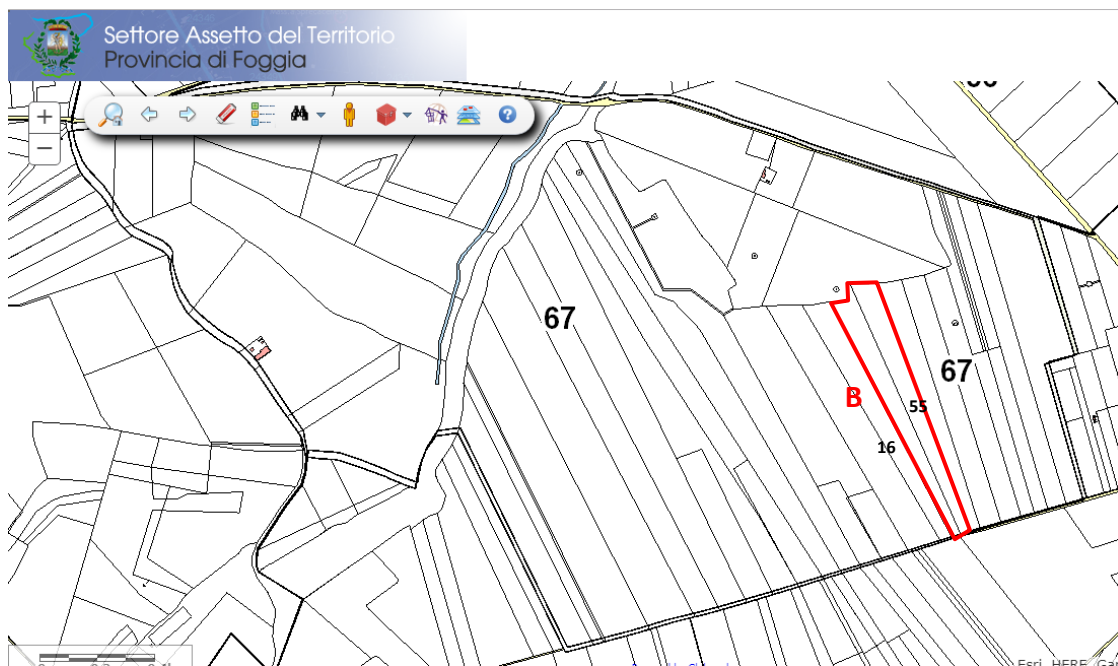 Settore Assetto del Territorio
Provincia di Foggia
+
−
67
67
B
55
16